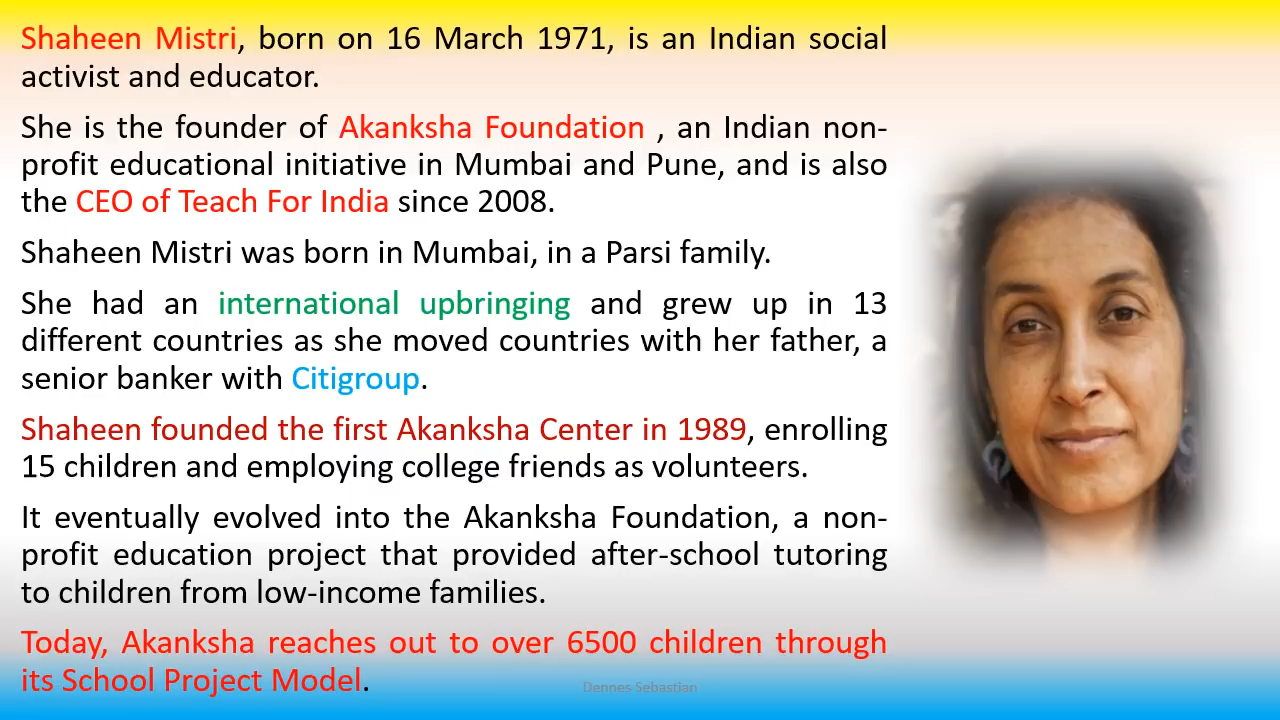 Shaheen Mistri, born on 16 March 1971, is an Indian social
activist and educator.
She is the founder of Akanksha Foundation , an Indian non-
profit educational initiative in Mumbai and Pune, and is also
the CEO of Teach For India since 2008.
Shaheen Mistri was born in Mumbai, in a Parsi family.
She had an international upbringing and grew up in 13
different countries as she moved countries with her father, a
senior banker with Citigroup.
Shaheen founded the first Akanksha Center in 1989, enrolling
15 children and employing college friends as volunteers.
It eventually evolved into the Akanksha Foundation, a non-
profit education project that provided after-school tutoring
to children from low-income families.
Today, Akanksha reaches out to over 6500 children through
its School Project Model.
Dennes Sebastian